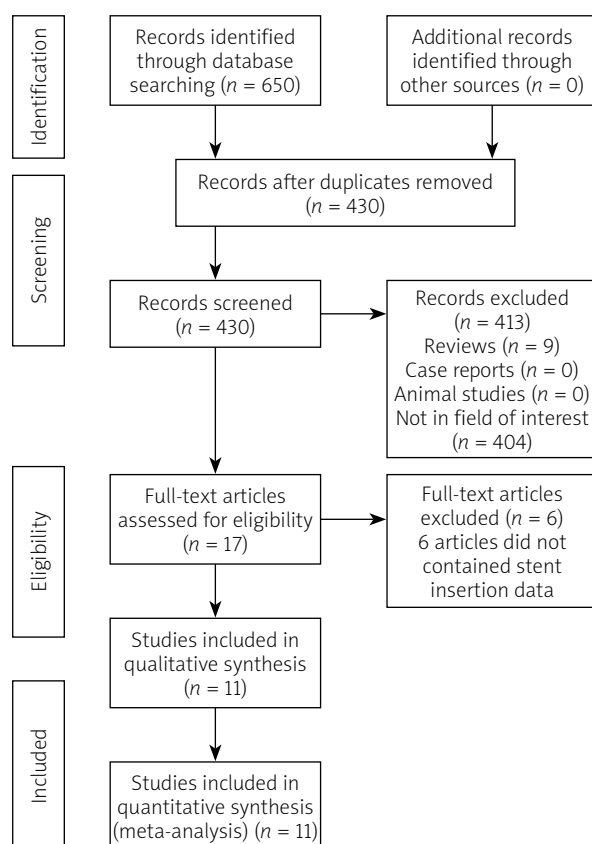 Identification
Records identified
through database
searching (n = 650)
Additional records
identified through
other sources (n = 0)
Records after duplicates removed
(n = 430)
Screening
Records screened
(n = 430)
Records excluded
(n = 413)
Reviews (n = 9)
Case reports (n = 0)
Animal studies (n = 0)
Not in field of interest
(n = 404)
Eligibility
Full-text articles
assessed for eligibility
(n = 17)
Full-text articles
excluded (n = 6)
6 articles did not
contained stent
insertion data
Studies included in
qualitative synthesis
(n = 11)
Included
Studies included in
quantitative synthesis
(meta-analysis) (n = 11)